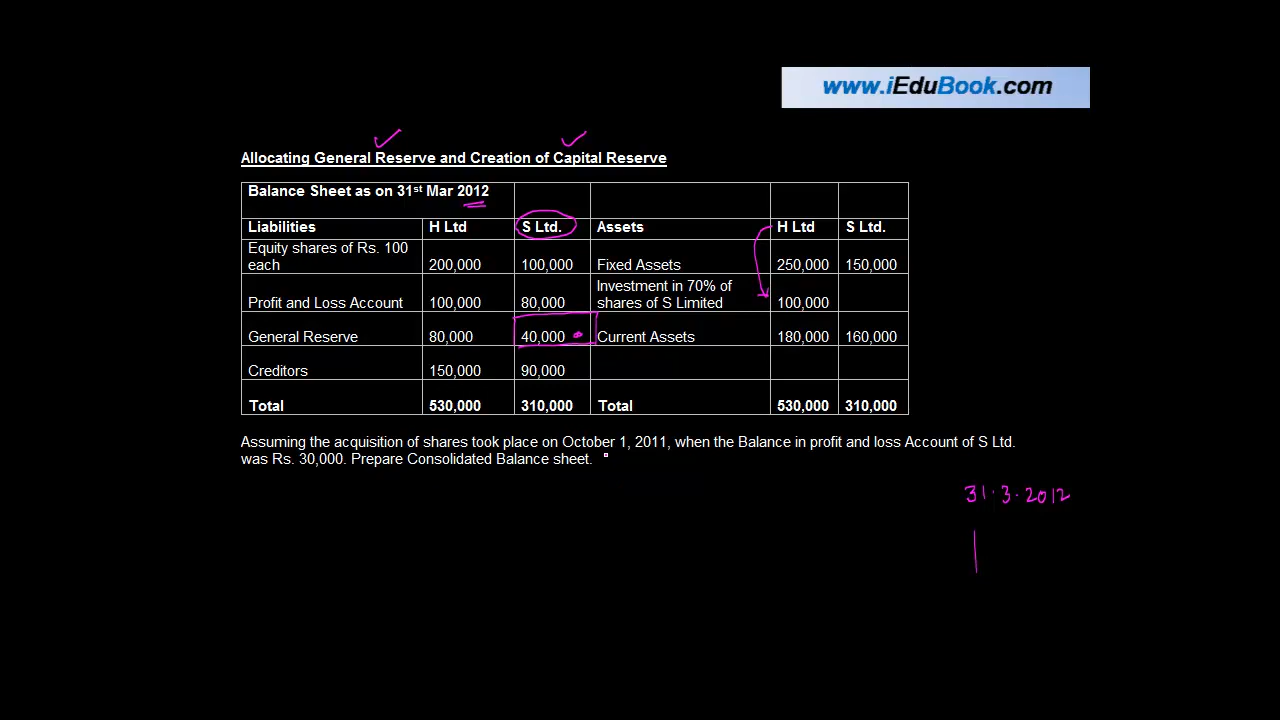 www.iEduBook.com
Allocating General Reserve and Creation of Capital Reserve
Balance Sheet as on 31st Mar 2012
Liabilities H Ltd S Ltd. Assets H Ltd S Ltd.
Equity shares of Rs. 100
each 200,000 100,000 Fixed Assets 250,000 150,000
Investment in 70% of
Profit and Loss Account 100,000 80,000 shares of S Limited 100,000
General Reserve 80,000 40,000 Current Assets 180,000 160,000
Creditors 150,000 90,000
Total 530,000 310,000 Total 530,000 310,000
Assuming the acquisition of shares took place on October 1, 2011, when the Balance in profit and loss Account of S Ltd.
was Rs. 30,000. Prepare Consolidated Balance sheet.
31.3.2012